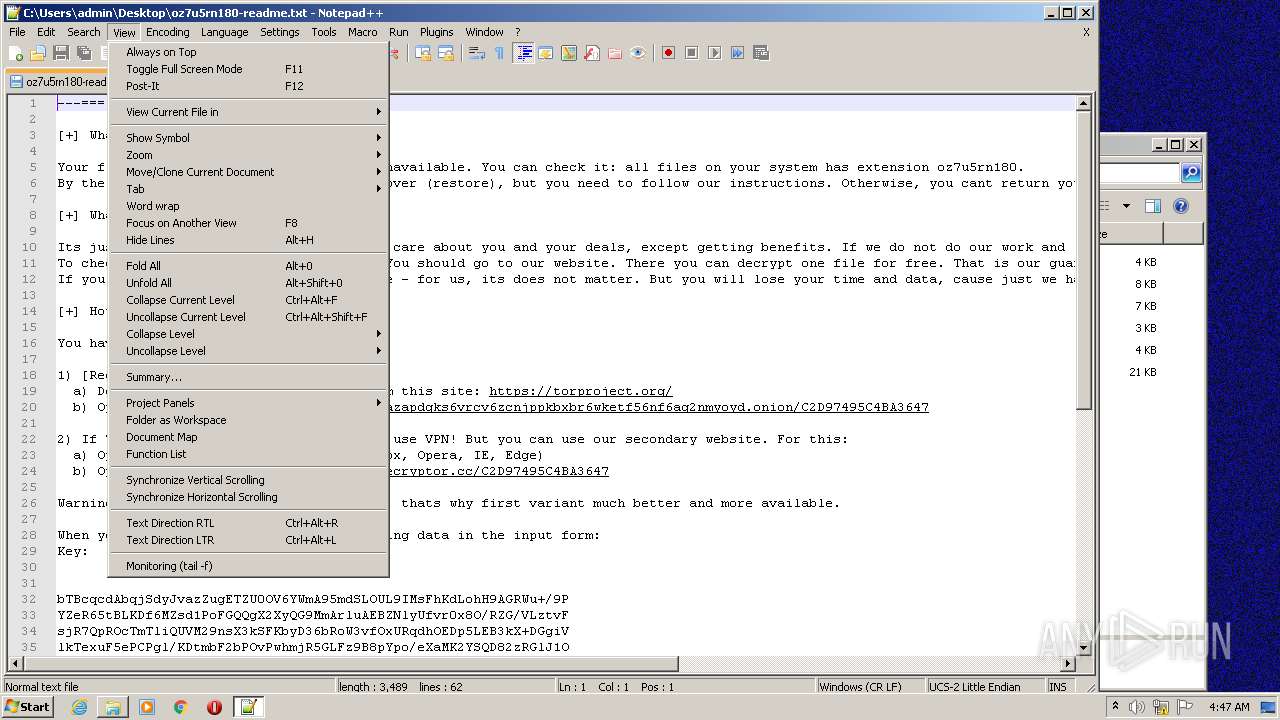 C:\Users\admin\Desktop\oz7u5rn180-readme.txt - Notepad++
File Edit Search View Encoding Language Settings Tools Macro Run Plugins Window ? X
oz7u5rn180-read
Always on Top
Toggle Full Screen Mode F11
Post-It F12
View Current File in
Show Symbol
Zoom
Move/Clone Current Document
Tab
Word wrap
Focus on Another View F8
Hide Lines Alt+H
Fold All Alt+0
Unfold All Alt+Shift+0
Collapse Current Level Ctrl+Alt+F
Uncollapse Current Level Ctrl+Alt+Shift+F
Collapse Level
Uncollapse Level
Summary...
Project Panels
Folder as Workspace
Document Map
Function List
Synchronize Vertical Scrolling
Synchronize Horizontal Scrolling
Text Direction RTL Ctrl+Alt+R
Text Direction LTR Ctrl+Alt+L
Monitoring (tail -f)
1 ---===
2
3 [+] Wha
4
5 Your f navailable. You can check it: all files on your system has extension oz7u5rn180.
6 By the over (restore), but you need to follow our instructions. Otherwise, you cant return yo
7
8 [+] Wha
9
10 Its jus care about you and your deals, except getting benefits. If we do not do our work and
11 To chec You should go to our website. There you can decrypt one file for free. That is our gua
12 If you e - for us, its does not matter. But you will lose your time and data, cause just we ha
13
14 [+] How
15
16 You hav
17
18 1) [Rec
19 a) Do m this site: https://torproject.org/
20 b) Op azapdqks6vrcv6zcnjppkbxbr6wketf56nf6aq2nmyoyd.onion/C2D97495C4BA3647
21
22 2) If T use VPN! But you can use our secondary website. For this:
23 a) Op ox, Opera, IE, Edge)
24 b) Op ecryptor.cc/C2D97495C4BA3647
25
26 Warning thats why first variant much better and more available.
27
28 When yo ing data in the input form:
29 Key:
30
31
32 bTBcqcdAbqjSdyJvazZugETZUOOV6YWmA95mdSLOUL9IMsFhKdLohH9AGRWu+/9P
33 YZeR65tBLKDf6MZsd1PoFGQQgX2XyQG9MmAr1uAEBZN1yUfvrOx8O/RZG/VLztvF
34 sjR7QpROcTmT1iQUVM29nsX3kSFKbyD36bRoW3vfOxURqdhOEDp5LEB3kX+DGgiV
35
length : 3,489 lines : 62
Normal text file Ln : 1 Col : 1 Pos : 1 Windows (CR LF) UCS-2 Little Endian INS
4 KB
8 KB
7 KB
3 KB
4 KB
21 KB
ANY RUN
Start 4:47 AM